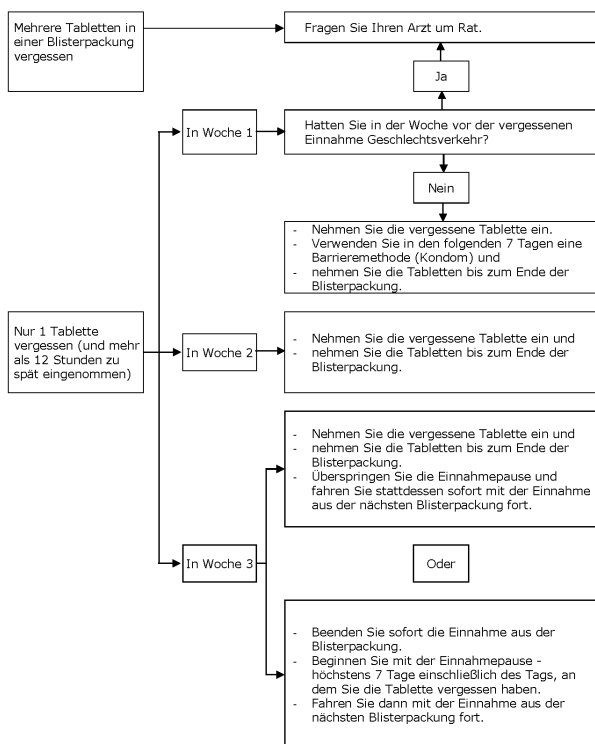 Mehrere Tabletten in
einer Blisterpackung
vergessen
Fragen Sie Ihren Arzt um Rat.
Ja
In Woche 1
Hatten Sie in der Woche vor der vergessenen
Einnahme Geschlechtsverkehr?
Nein
- Nehmen Sie die vergessene Tablette ein.
- Verwenden Sie in den folgenden 7 Tagen eine
Barrieremethode (Kondom) und
- nehmen Sie die Tabletten bis zum Ende der
Blisterpackung.
Nur 1 Tablette
vergessen (und mehr
als 12 Stunden zu
spät eingenommen)
In Woche 2
- Nehmen Sie die vergessene Tablette ein und
- nehmen Sie die Tabletten bis zum Ende der
Blisterpackung.
- Nehmen Sie die vergessene Tablette ein und
- nehmen Sie die Tabletten bis zum Ende der
Blisterpackung.
- Überspringen Sie die Einnahmepause und
fahren Sie stattdessen sofort mit der Einnahme
aus der nächsten Blisterpackung fort.
In Woche 3
Oder
- Beenden Sie sofort die Einnahme aus der
Blisterpackung.
- Beginnen Sie mit der Einnahmepause -
höchstens 7 Tage einschließlich des Tags, an
dem Sie die Tablette vergessen haben.
- Fahren Sie dann mit der Einnahme aus der
nächsten Blisterpackung fort.